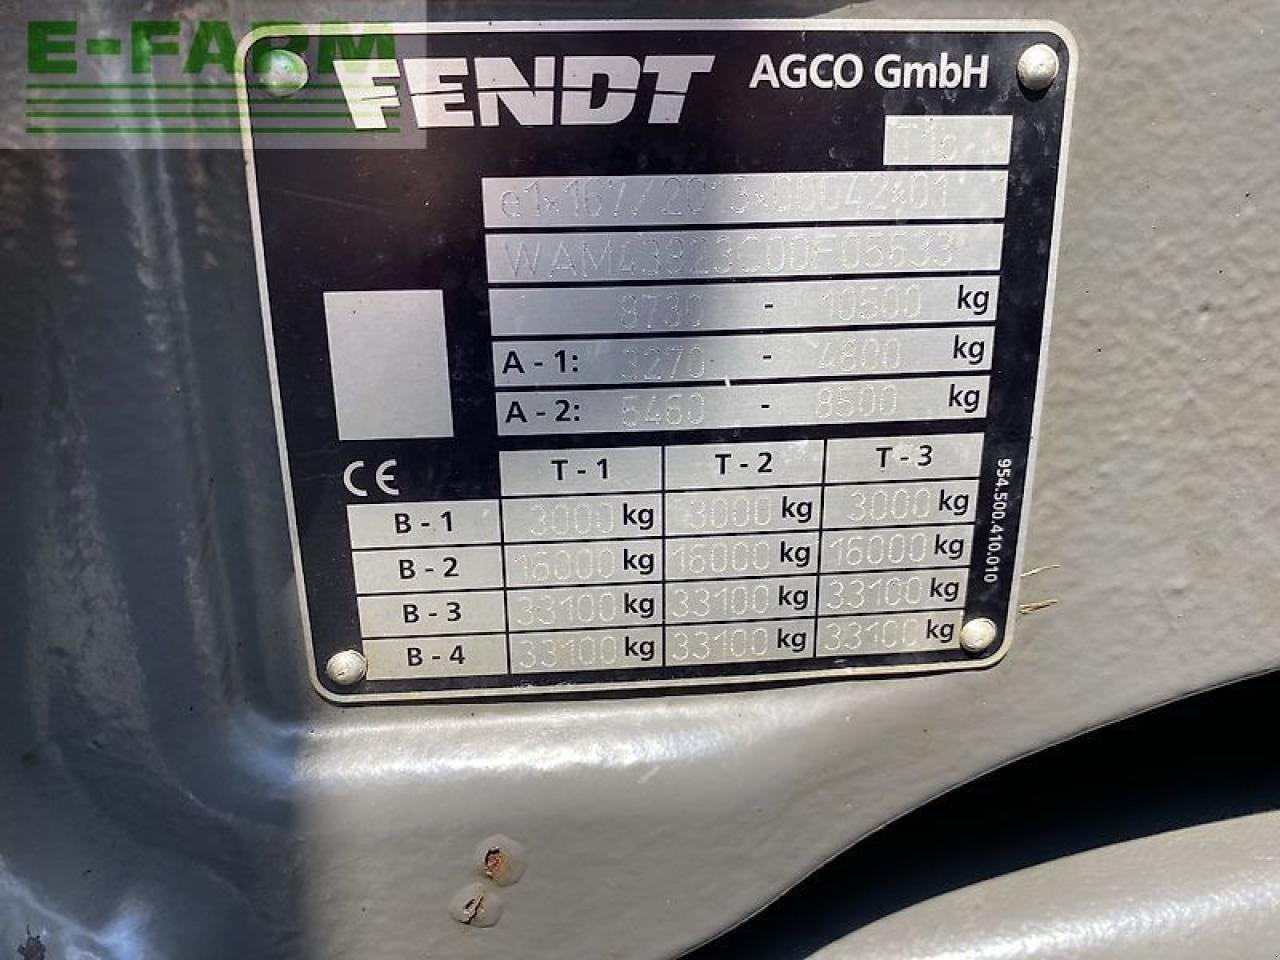 E-FARM
FENDT AGCO GmbH
T1c
e1*167/2013*00042*01
WAM43823C00F05633
8730 - 10500 kg
A - 1: 3270 - 4800 kg
A - 2: 5460 - 8500 kg
CE
T - 1 T - 2 T - 3
B - 1 3000 kg 3000 kg 3000 kg
B - 2 16000 kg 16000 kg 16000 kg
B - 3 33100 kg 33100 kg 33100 kg
B - 4 33100 kg 33100 kg 33100 kg
954.500.410.010